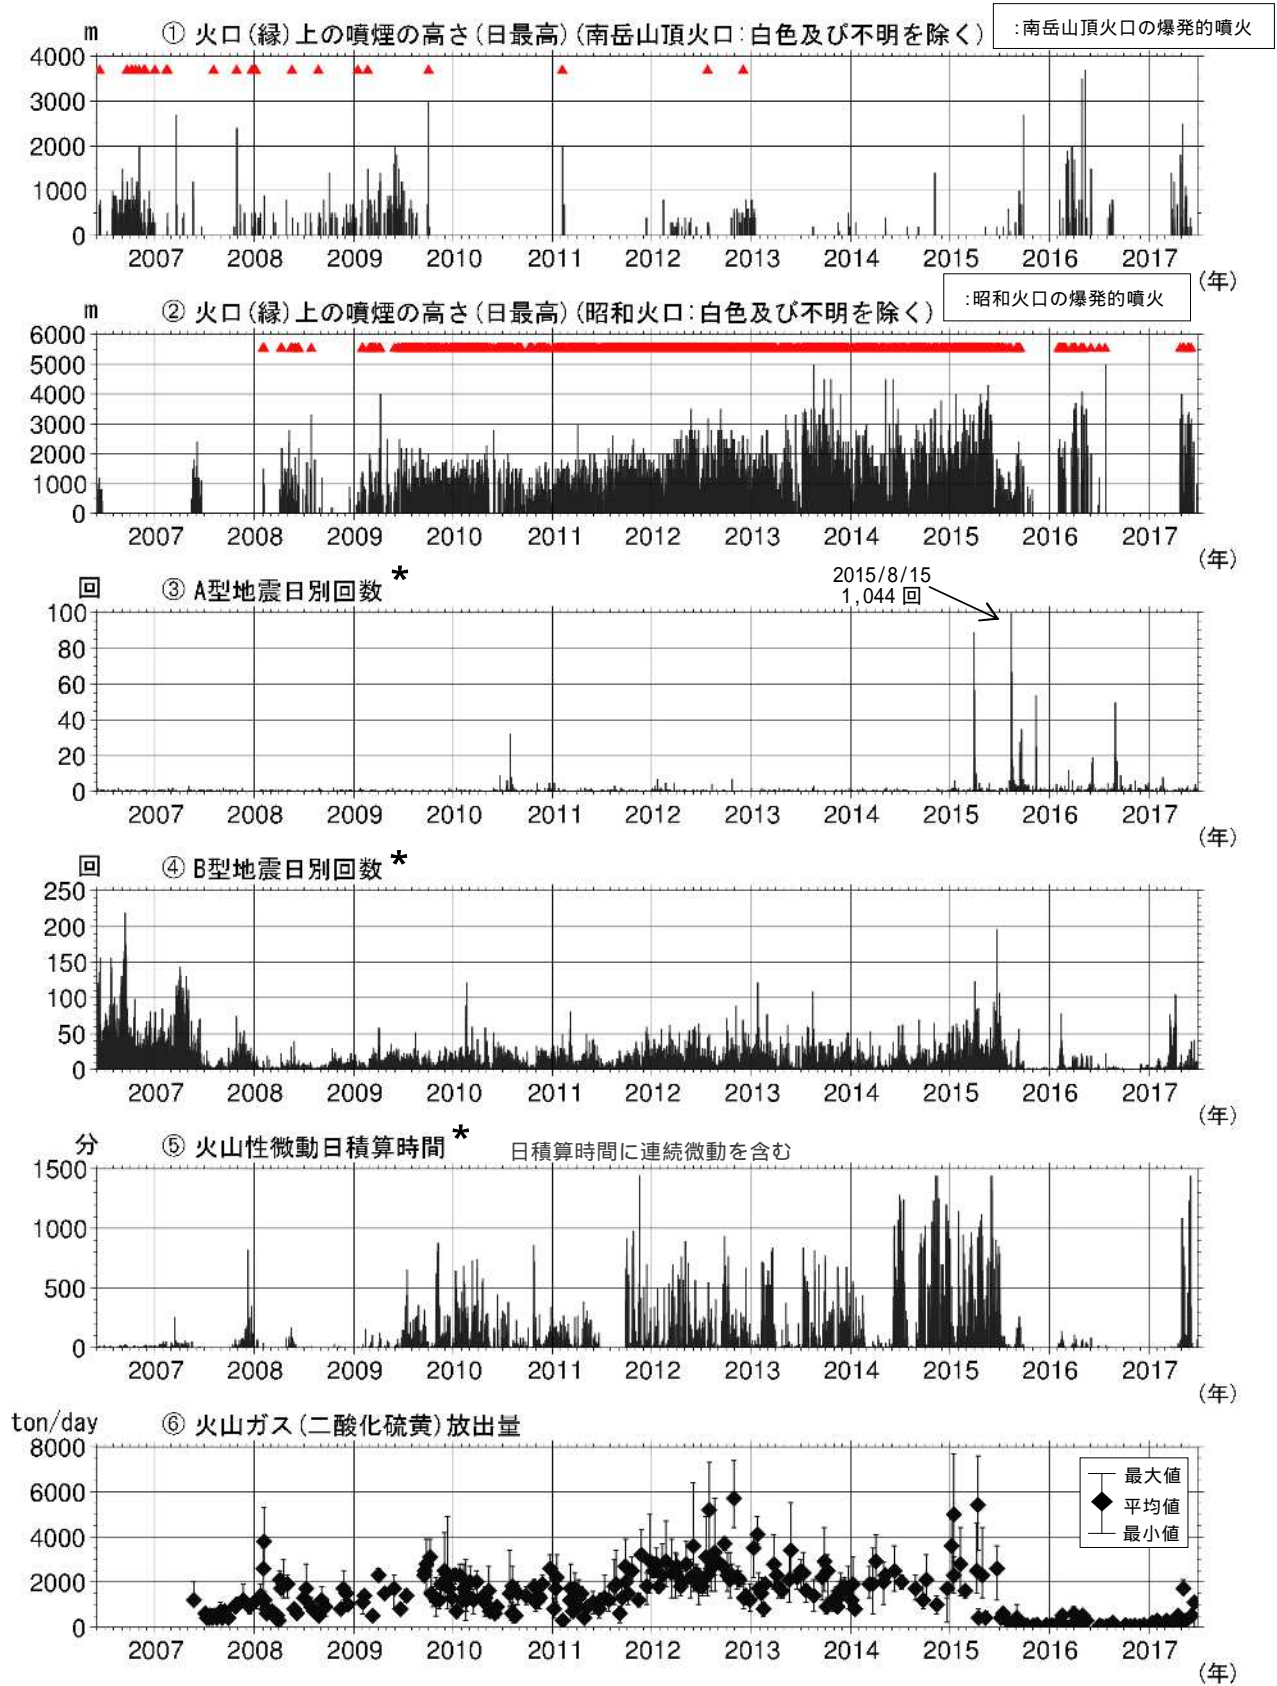 m ① 火口(縁)上の噴煙の高さ(日最高)(南岳山頂火口:白色及び不明を除く)
:南岳山頂火口の爆発的噴火
4000
3000
2000
1000
0
2007 2008 2009 2010 2011 2012 2013 2014 2015 2016 2017
(年)
m ② 火口(縁)上の噴煙の高さ(日最高)(昭和火口:白色及び不明を除く)
:昭和火口の爆発的噴火
6000
5000
4000
3000
2000
1000
0
2007 2008 2009 2010 2011 2012 2013 2014 2015 2016 2017
(年)
回 ③ A型地震日別回数 *
2015/8/15
1,044 回
100
80
60
40
20
0
2007 2008 2009 2010 2011 2012 2013 2014 2015 2016 2017
(年)
回 ④ B型地震日別回数 *
250
200
150
100
50
0
2007 2008 2009 2010 2011 2012 2013 2014 2015 2016 2017
(年)
分 ⑤ 火山性微動日積算時間 * 日積算時間に連続微動を含む
1500
1000
500
0
2007 2008 2009 2010 2011 2012 2013 2014 2015 2016 2017
(年)
ton/day ⑥ 火山ガス(二酸化硫黄)放出量
8000
6000
4000
2000
0
最大値
平均値
最小値
2007 2008 2009 2010 2011 2012 2013 2014 2015 2016 2017
(年)